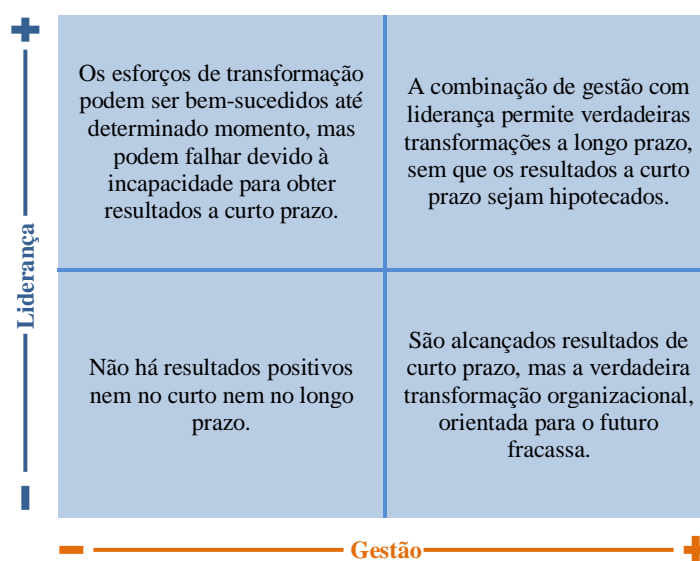 Os esforços de transformação
podem ser bem-sucedidos até
determinado momento, mas
podem falhar devido à
incapacidade para obter
resultados a curto prazo.
A combinação de gestão com
liderança permite verdadeiras
transformações a longo prazo,
sem que os resultados a curto
prazo sejam hipotecados.
Liderança
Não há resultados positivos
nem no curto nem no longo
prazo.
São alcançados resultados de
curto prazo, mas a verdadeira
transformação organizacional,
orientada para o futuro
fracassa.
Gestão